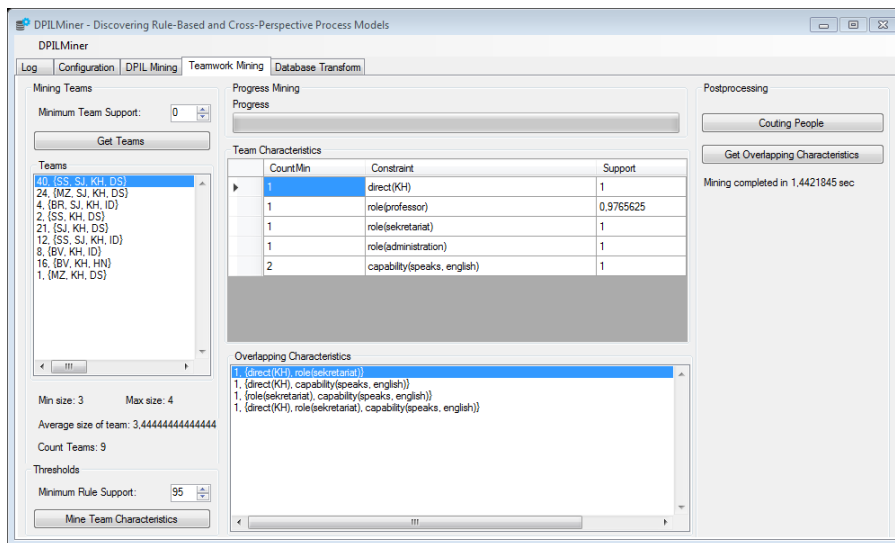 DPILMiner - Discovering Rule-Based and Cross-Perspective Process Models
DPILMiner
Log Configuration DPIL Mining Teamwork Mining Database Transform
Mining Teams
Minimum Team Support: 0
Get Teams
Teams
40, {SS, SJ, KH, DS}
24, {MZ, SJ, KH, DS}
4, {BR, SJ, KH, ID}
2, {SS, KH, DS}
21, {SJ, KH, DS}
12, {SS, SJ, KH, ID}
8, {BV, KH, ID}
16, {BV, KH, HN}
1, {MZ, KH, DS}
Min size: 3 Max size: 4
Average size of team: 3,44444444444444
Count Teams: 9
Thresholds
Minimum Rule Support: 95
Mine Team Characteristics
Progress Mining
Progress
Team Characteristics
CountMin Constraint Support
1 direct(KH) 1
1 role(professor) 0,9765625
1 role(sekretariat) 1
1 role(administration) 1
2 capability(speaks, english) 1
Overlapping Characteristics
1, {direct(KH), role(sekretariat)}
1, {direct(KH), capability(speaks, english)}
1, {role(sekretariat), capability(speaks, english)}
1, {direct(KH), role(sekretariat), capability(speaks, english)}
Postprocessing
Couting People
Get Overlapping Characteristics
Mining completed in 1,4421845 sec